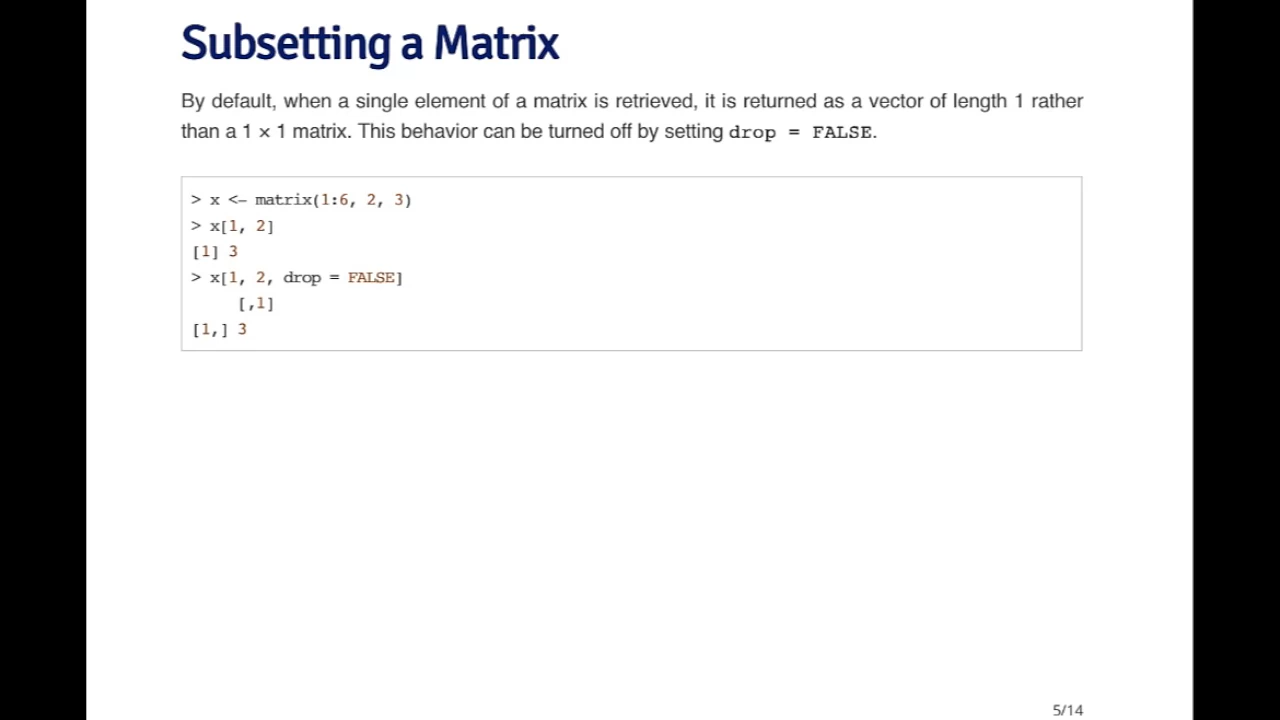 Subsetting a Matrix
By default, when a single element of a matrix is retrieved, it is returned as a vector of length 1 rather
than a 1 × 1 matrix. This behavior can be turned off by setting drop = FALSE.
> x <- matrix(1:6, 2, 3)
> x[1, 2]
[1] 3
> x[1, 2, drop = FALSE]
     [,1]
[1,] 3
5/14